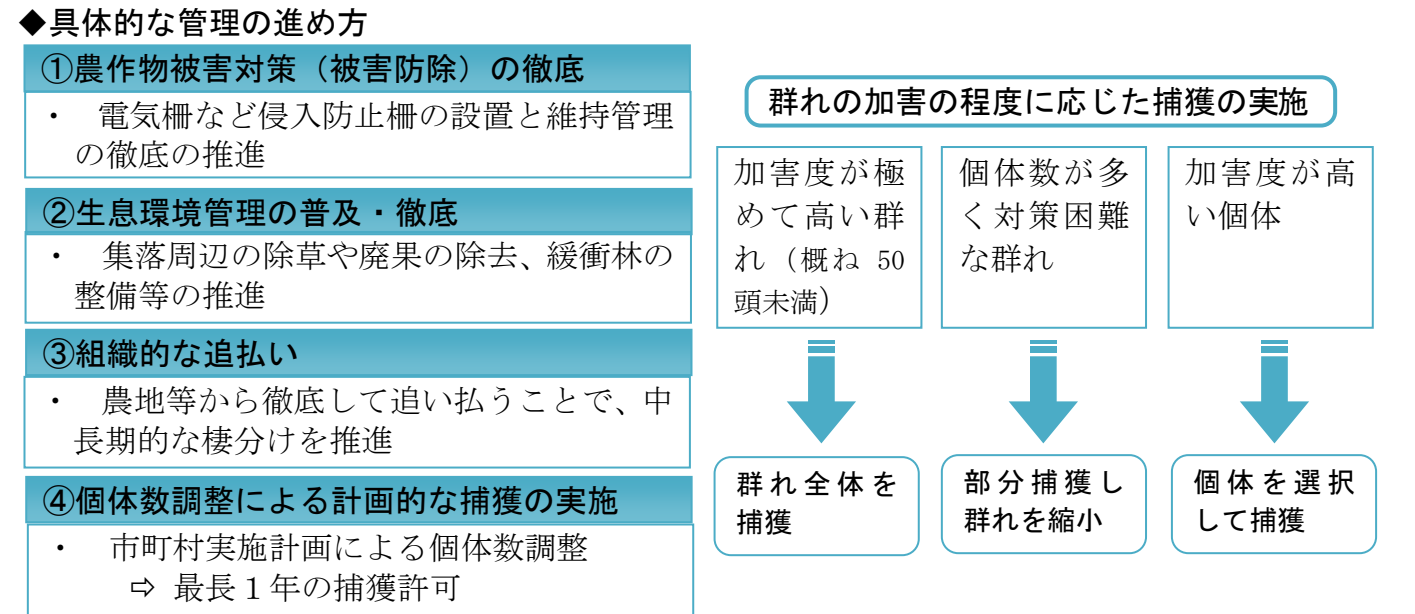 ◆具体的な管理の進め方
①農作物被害対策（被害防除）の徹底
・　電気柵など侵入防止柵の設置と維持管理
の徹底の推進
②生息環境管理の普及・徹底
・　集落周辺の除草や廃果の除去、緩衝林の
整備等の推進
③組織的な追払い
・　農地等から徹底して追い払うことで、中
長期的な棲分けを推進
④個体数調整による計画的な捕獲の実施
・　市町村実施計画による個体数調整
⇨ 最長１年の捕獲許可
群れの加害の程度に応じた捕獲の実施
加害度が極
めて高い群
れ（概ね 50
頭未満）
個体数が多
く対策困難
な群れ
加害度が高
い個体
群れ全体を
捕獲
部分捕獲し
群れを縮小
個体を選択
して捕獲